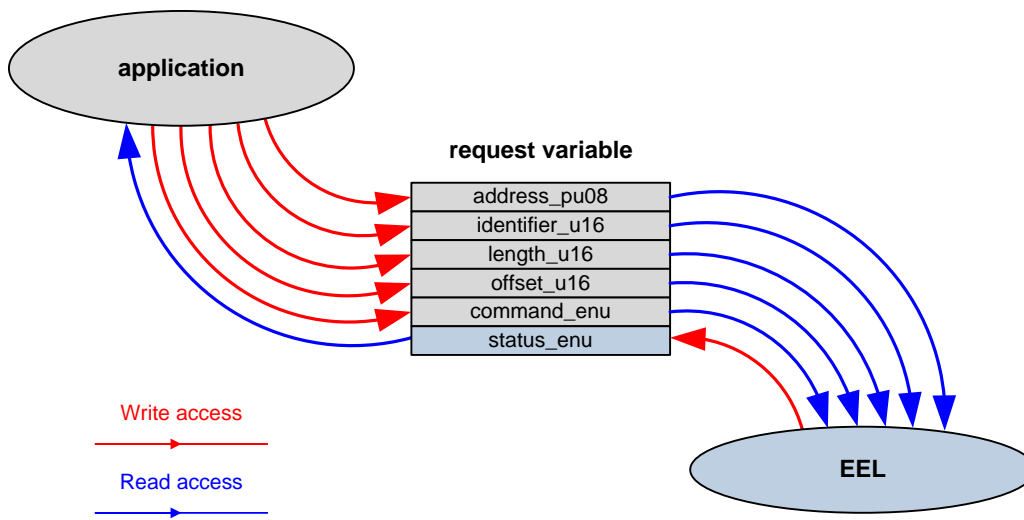 application
request variable
address_pu08
identifier_u16
length_u16
offset_u16
command_enu
status_enu
Write access
Read access
EEL